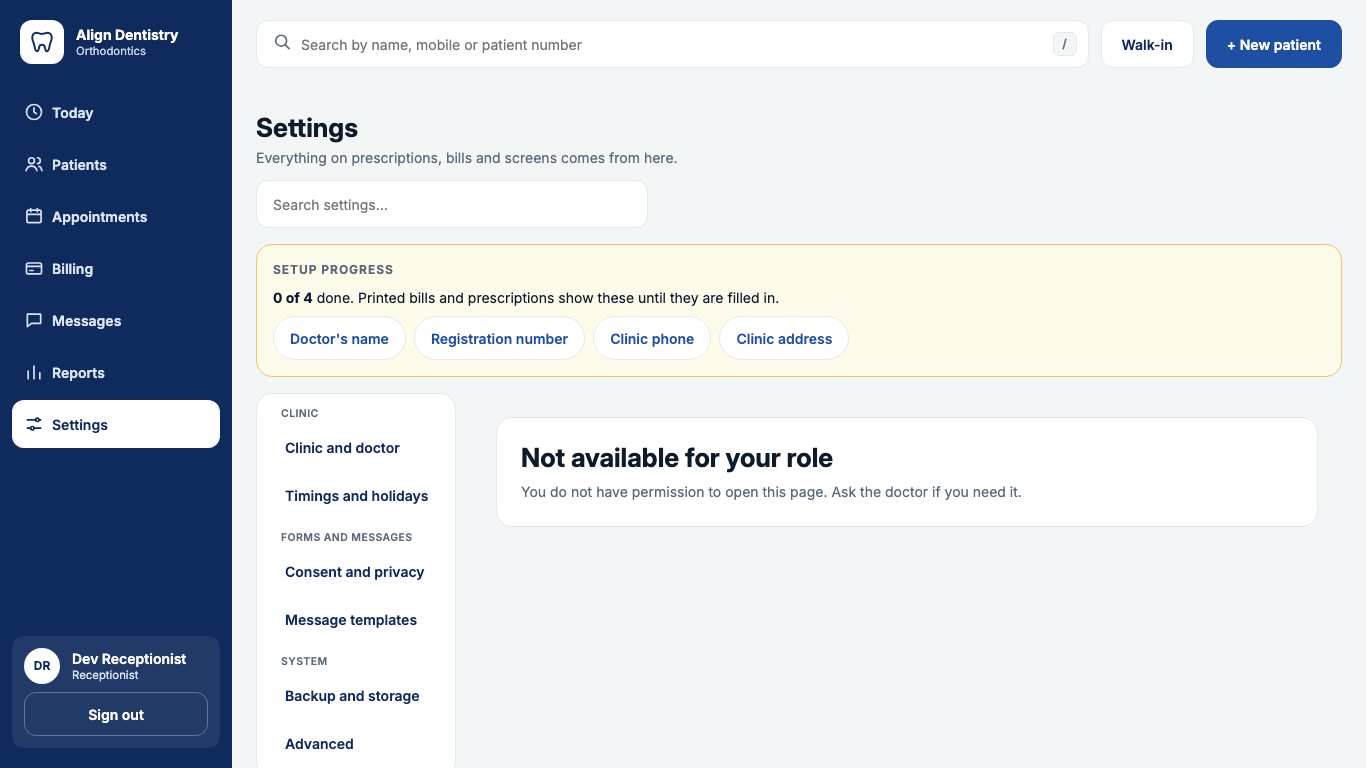 Align Dentistry
Orthodontics
Today
Patients
Appointments
Billing
Messages
Reports
Settings
DR
Dev Receptionist
Receptionist
Sign out
Search by name, mobile or patient number
/
Walk-in
+ New patient
Settings
Everything on prescriptions, bills and screens comes from here.
Search settings...
SETUP PROGRESS
0 of 4 done. Printed bills and prescriptions show these until they are filled in.
Doctor's name
Registration number
Clinic phone
Clinic address
CLINIC
Clinic and doctor
Timings and holidays
FORMS AND MESSAGES
Consent and privacy
Message templates
SYSTEM
Backup and storage
Advanced
Not available for your role
You do not have permission to open this page. Ask the doctor if you need it.